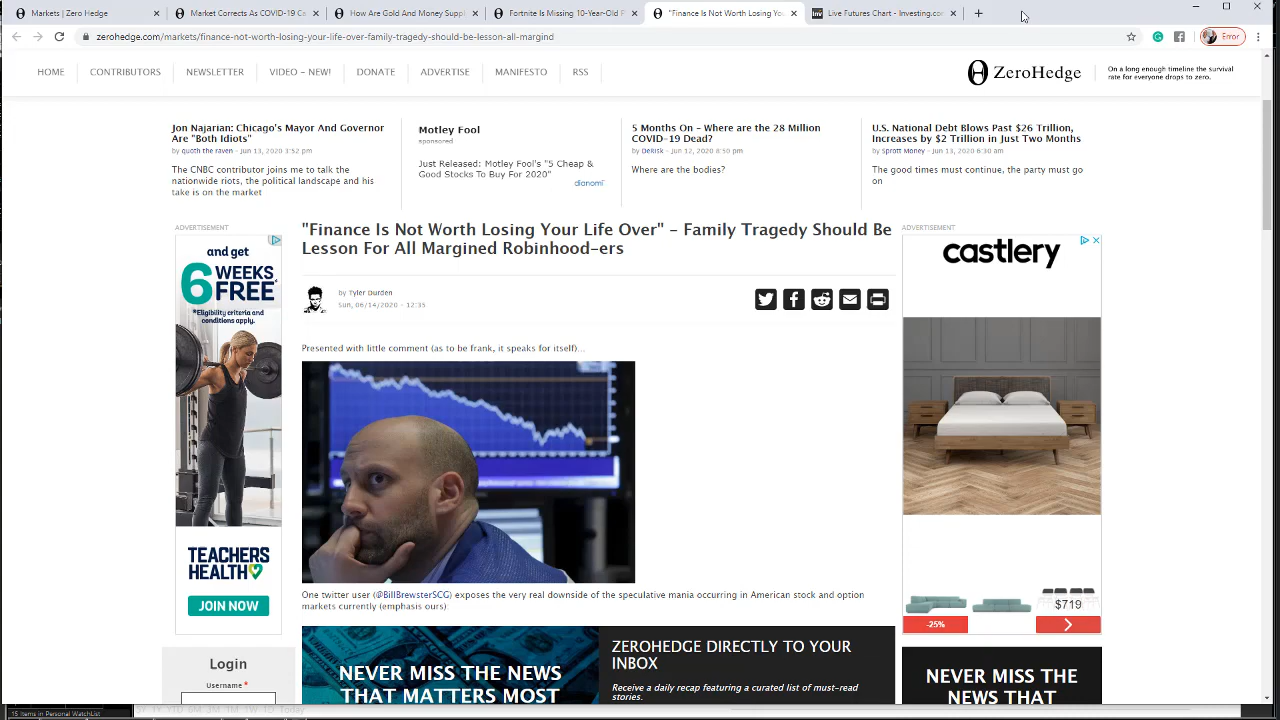 Markets | Zero Hedge
Market Corrects As COVID-19 Ca
How Are Gold And Money Suppl
Fortnite Is Missing 10-Year-Old P
"Finance Is Not Worth Losing Yo
Live Futures Chart - Investing.co
zerohedge.com/markets/finance-not-worth-losing-your-life-over-family-tragedy-should-be-lesson-all-margind
Error
HOME
CONTRIBUTORS
NEWSLETTER
VIDEO – NEW!
DONATE
ADVERTISE
MANIFESTO
RSS
ZeroHedge
On a long enough timeline the survival
rate for everyone drops to zero.
Jon Najarian: Chicago's Mayor And Governor
Are "Both Idiots"
by quoth the raven - Jun 13, 2020 3:52 pm
The CNBC contributor joins me to talk the
nationwide riots, the political landscape and his
take is on the market
Motley Fool
sponsored
Just Released: Motley Fool's "5 Cheap &
Good Stocks To Buy For 2020"
dianomi
5 Months On – Where are the 28 Million
COVID-19 Dead?
by DeRisk - Jun 12, 2020 8:50 pm
Where are the bodies?
U.S. National Debt Blows Past $26 Trillion,
Increases by $2 Trillion in Just Two Months
by Sprott Money - Jun 13, 2020 6:30 am
The good times must continue, the party must go
on
ADVERTISEMENT
and get
6 WEEKS
FREE*
*Eligibility criteria and
conditions apply.
TEACHERS
HEALTH
JOIN NOW
Login
Username *
"Finance Is Not Worth Losing Your Life Over" – Family Tragedy Should Be
Lesson For All Margined Robinhood-ers
by Tyler Durden
Sun, 06/14/2020 - 12:35
Presented with little comment (as to be frank, it speaks for itself)...
One twitter user (@BillBrewsterSCG) exposes the very real downside of the speculative mania occurring in American stock and option
markets currently (emphasis ours):
NEVER MISS THE NEWS
THAT MATTERS MOST
ZEROHEDGE DIRECTLY TO YOUR
INBOX
Receive a daily recap featuring a curated list of must-read
stories.
ADVERTISEMENT
castlery
-25%
$719
NEVER MISS THE NEWS
THAT
15 Items in Personal WatchList